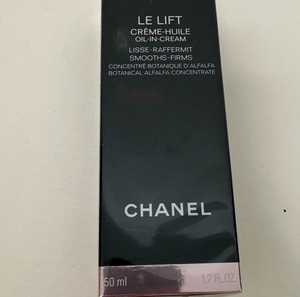 LE LIFT
CRÈME-HUILE
OIL-IN-CREAM
LISSE-RAFFERMIT
SMOOTHS-FIRMS
CONCENTRÉ BOTANIQUE D'ALFALFA
BOTANICAL ALFALFA CONCENTRATE
CHANEL
50 ml 1.7 FL. OZ.